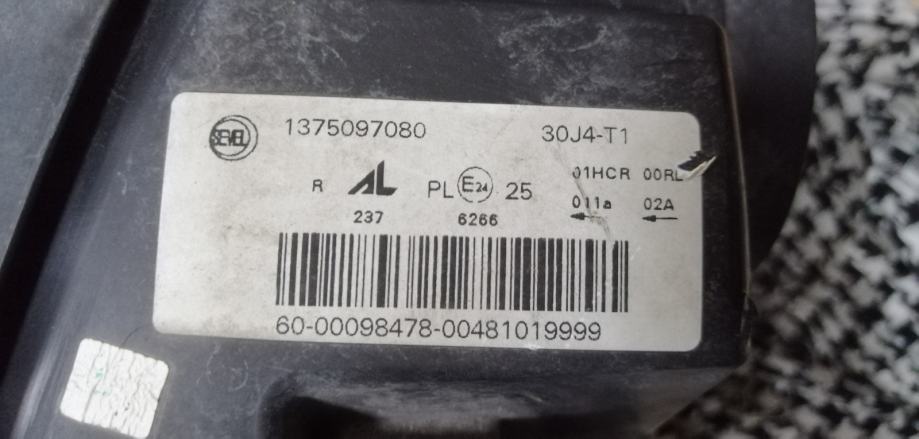 SEVEL 1375097080 30J4-T1
R AL PL E24 25 01HCR 00RL
237 6266 011a 02A
60-00098478-00481019999